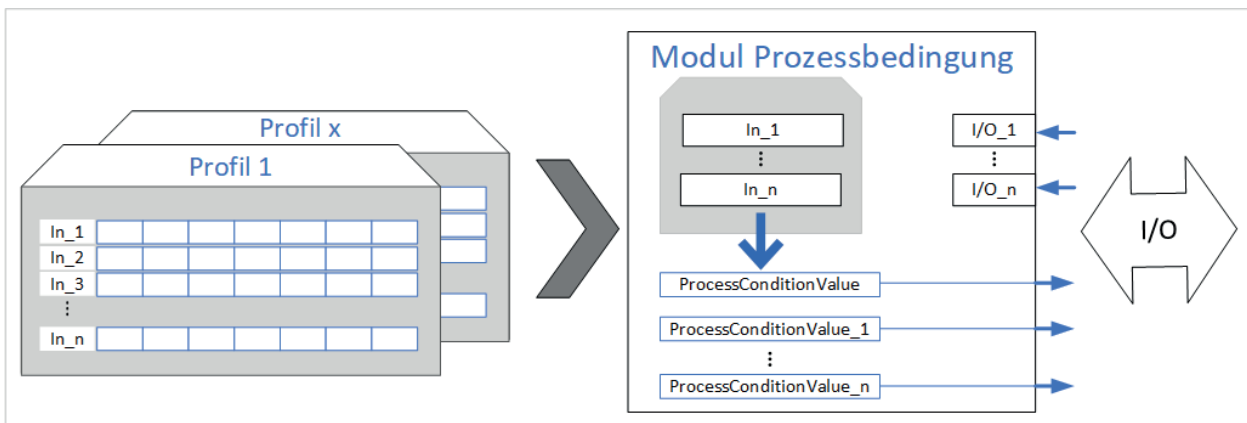 Profil x
Profil 1
In_1
In_2
In_3
⋮
In_n
Modul Prozessbedingung
In_1
⋮
In_n
I/O_1
⋮
I/O_n
ProcessConditionValue
ProcessConditionValue_1
⋮
ProcessConditionValue_n
I/O